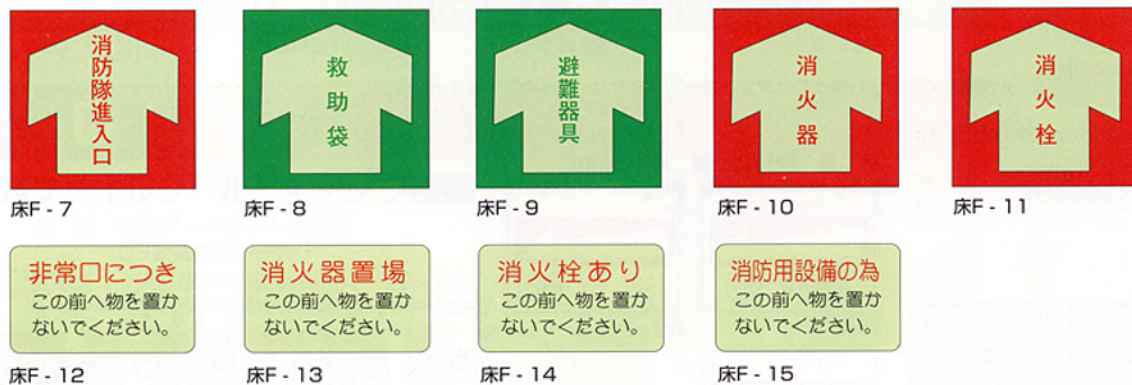 消防隊進入口
救助袋
避難器具
消火器
消火栓
床F - 7
床F - 8
床F - 9
床F - 10
床F - 11
非常口につき
この前へ物を置か
ないでください。
消火器置場
この前へ物を置か
ないでください。
消火栓あり
この前へ物を置か
ないでください。
消防用設備の為
この前へ物を置か
ないでください。
床F - 12
床F - 13
床F - 14
床F - 15